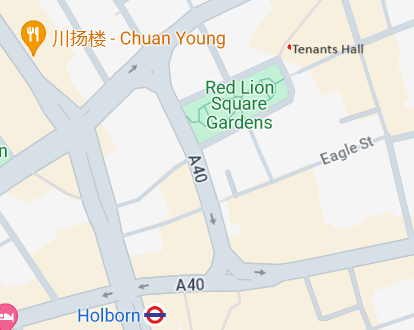 川扬楼 - Chuan Young
Tenants Hall
Red Lion
Square
Gardens
n
Eagle St
A40
A40
Holborn